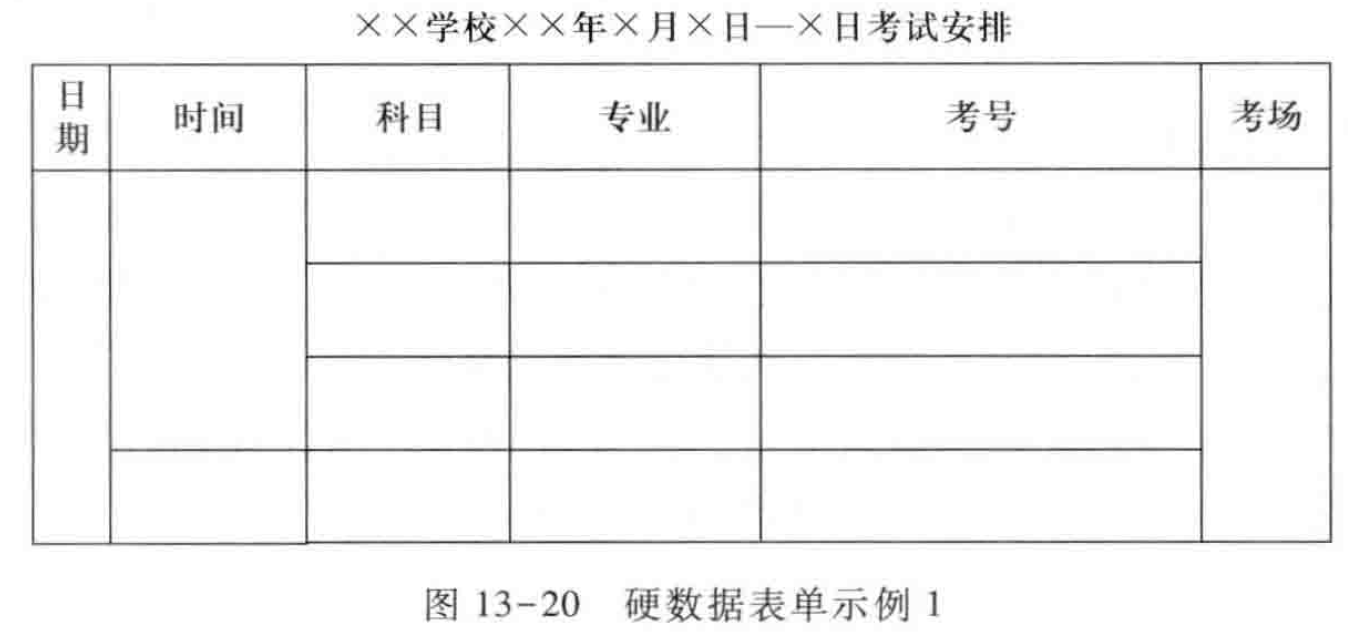 ××学校××年×月×日—×日考试安排
日期 时间 科目 专业 考号 考场
图 13-20 硬数据表单示例 1